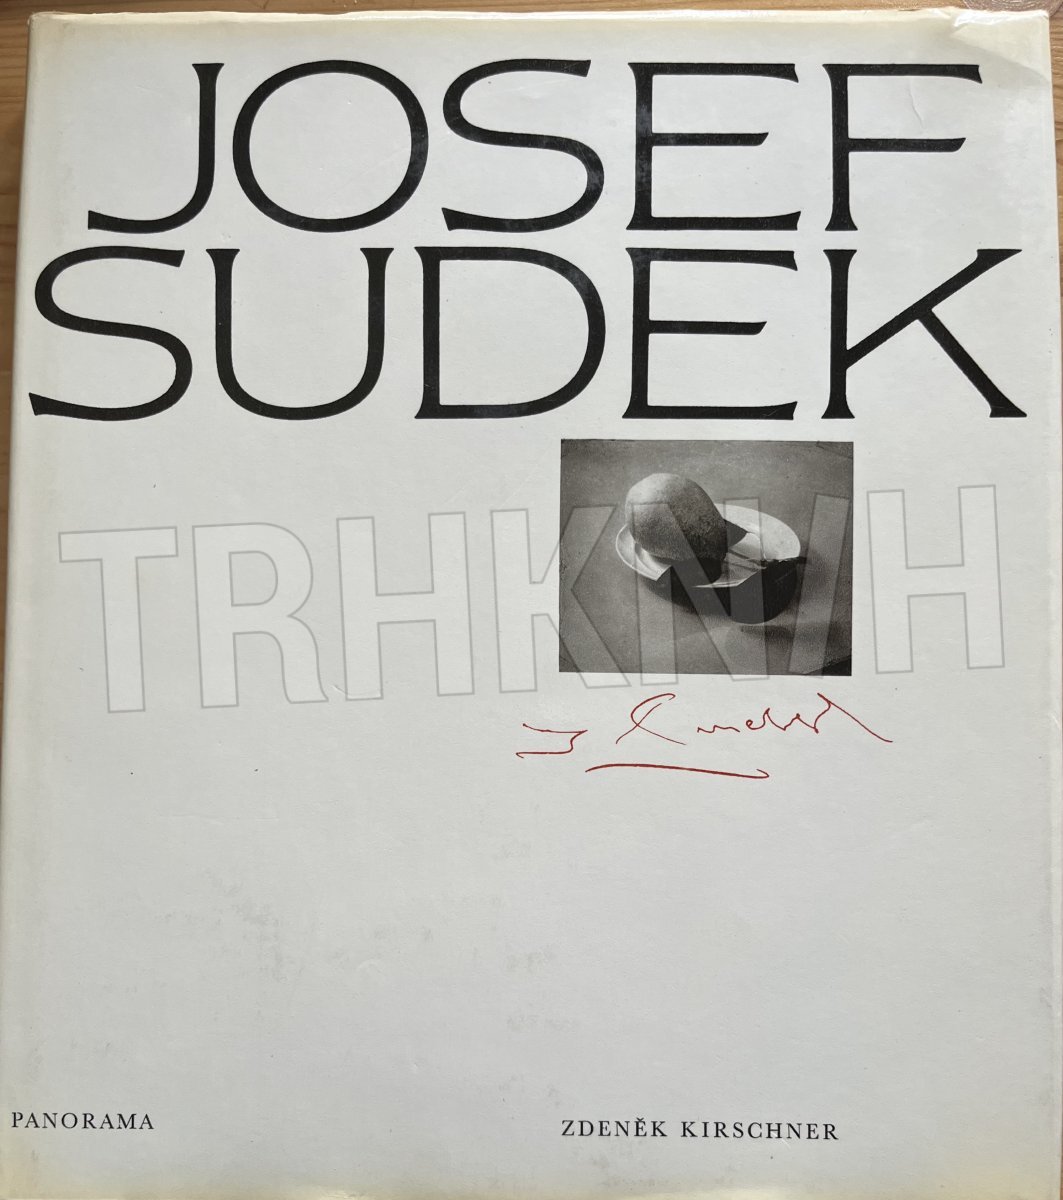 JOSEF
SUDEK
TRHKNIH
PANORAMA
ZDENĚK KIRSCHNER